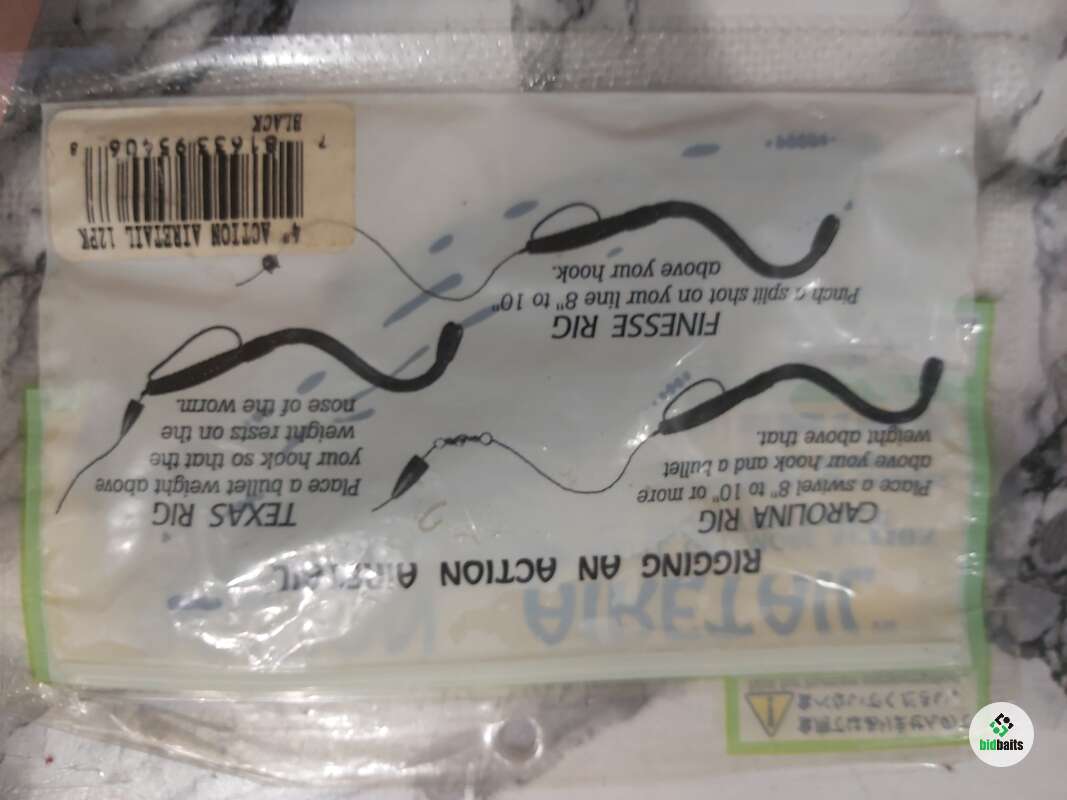 AIRETAIL
RIGGING AN ACTION AIRETAIL
CAROLINA RIG
Place a swivel 8" to 10" or more
above your hook and a bullet
weight above that.
TEXAS RIG
Place a bullet weight above
your hook so that the
weight rests on the
nose of the worm.
FINESSE RIG
Pinch a split shot on your line 8" to 10"
above your hook.
4" ACTION AIRETAIL 12PK
7 81633 95406 8
BLACK
bidbaits